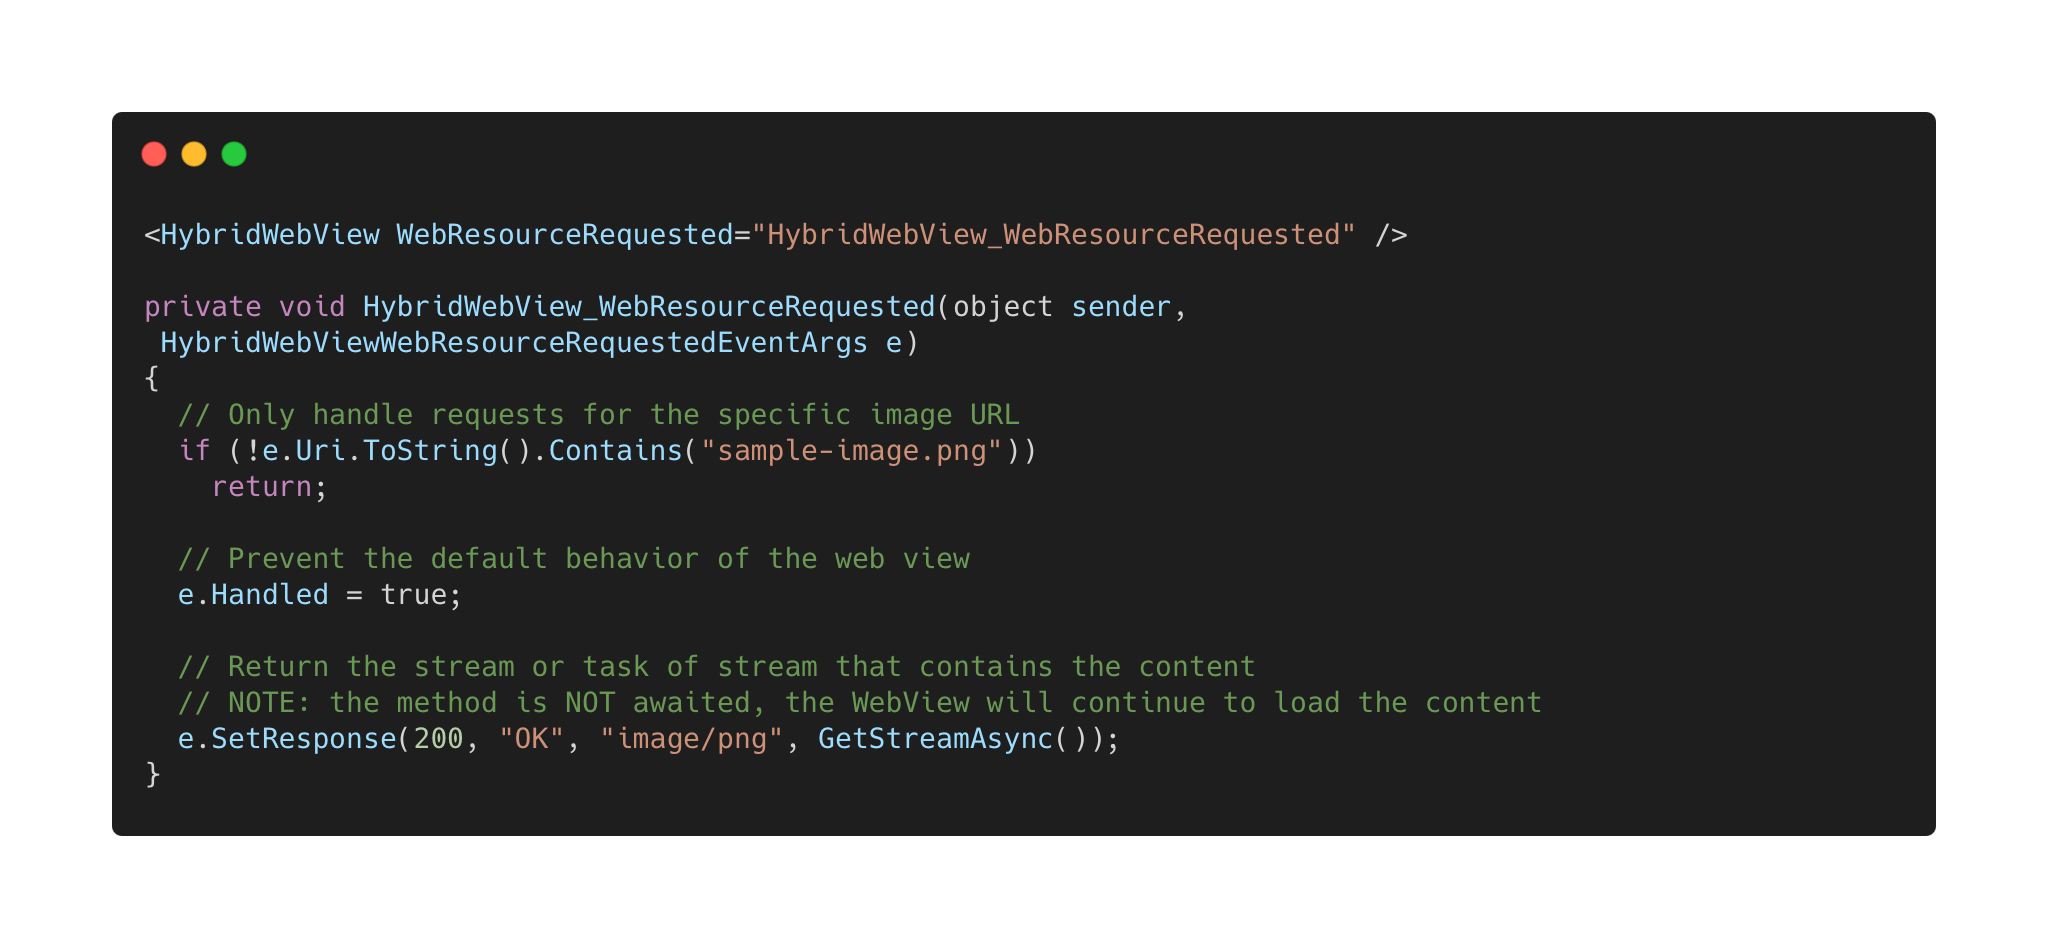 <HybridWebView WebResourceRequested="HybridWebView_WebResourceRequested" />
private void HybridWebView_WebResourceRequested(object sender,
 HybridWebViewWebResourceRequestedEventArgs e)
{
  // Only handle requests for the specific image URL
  if (!e.Uri.ToString().Contains("sample-image.png"))
    return;
  // Prevent the default behavior of the web view
  e.Handled = true;
  // Return the stream or task of stream that contains the content
  // NOTE: the method is NOT awaited, the WebView will continue to load the content
  e.SetResponse(200, "OK", "image/png", GetStreamAsync());
}